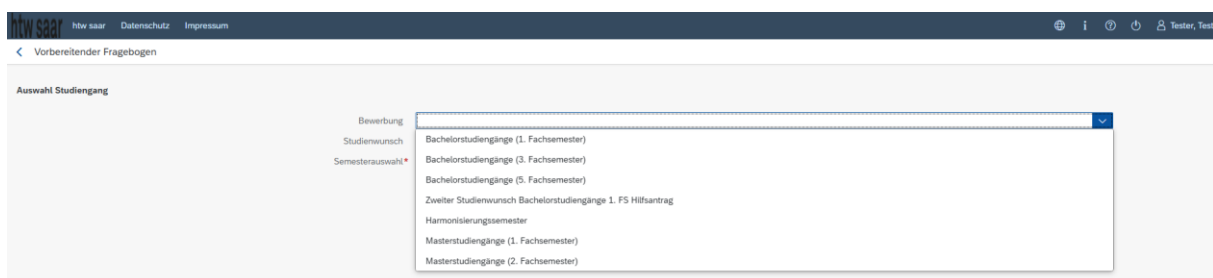 htw saar htw saar Datenschutz Impressum Tester, Test
Vorbereitender Fragebogen
Auswahl Studiengang
Bewerbung
Studienwunsch
Semesterauswahl*
Bachelorstudiengänge (1. Fachsemester)
Bachelorstudiengänge (3. Fachsemester)
Bachelorstudiengänge (5. Fachsemester)
Zweiter Studienwunsch Bachelorstudiengänge 1. FS Hilfsantrag
Harmonisierungssemester
Masterstudiengänge (1. Fachsemester)
Masterstudiengänge (2. Fachsemester)